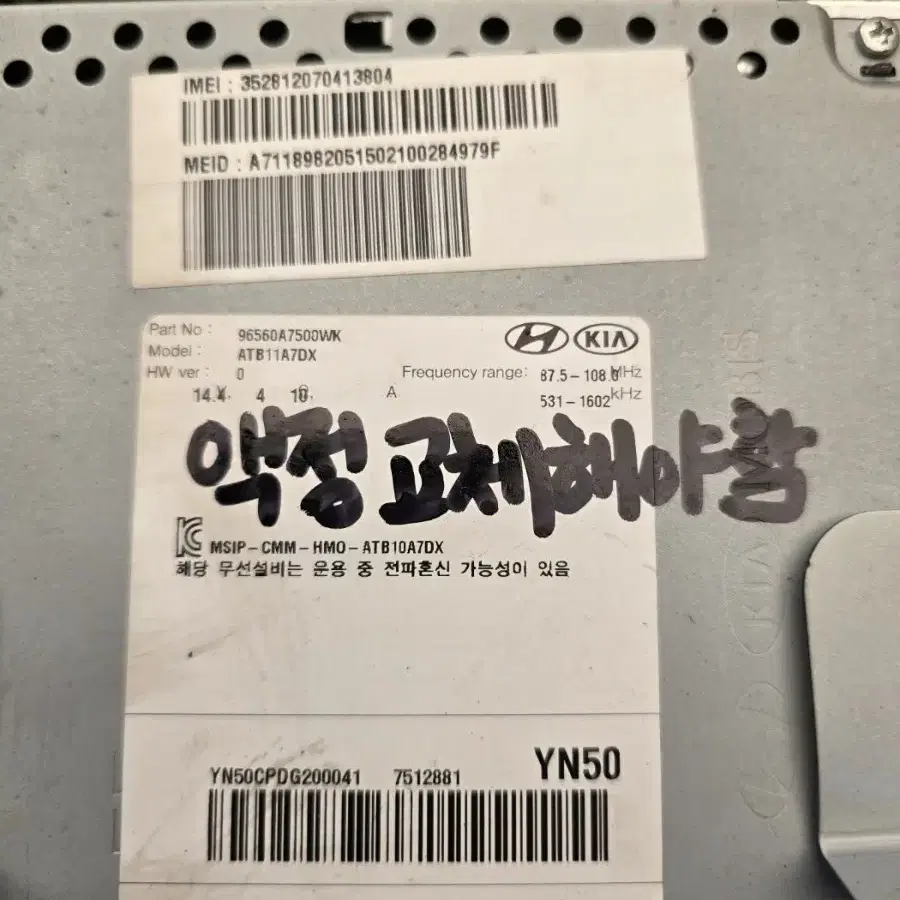 IMEI : 352812070413804
MEID : A7118982051502100284979F
Part No : 96560A7500WK
KIA
Model : ATB11A7DX
HW ver : 0
Frequency range: 87.5 - 108.0 MHz
14.Y. 4 10. A
531 - 1602 kHz
액정 교체해야함
MSIP - CMM - HMO - ATB10A7DX
해당 무선설비는 운용 중 전파혼신 가능성이 있음
KIA
YN50CPDG200041 7512881 YN50